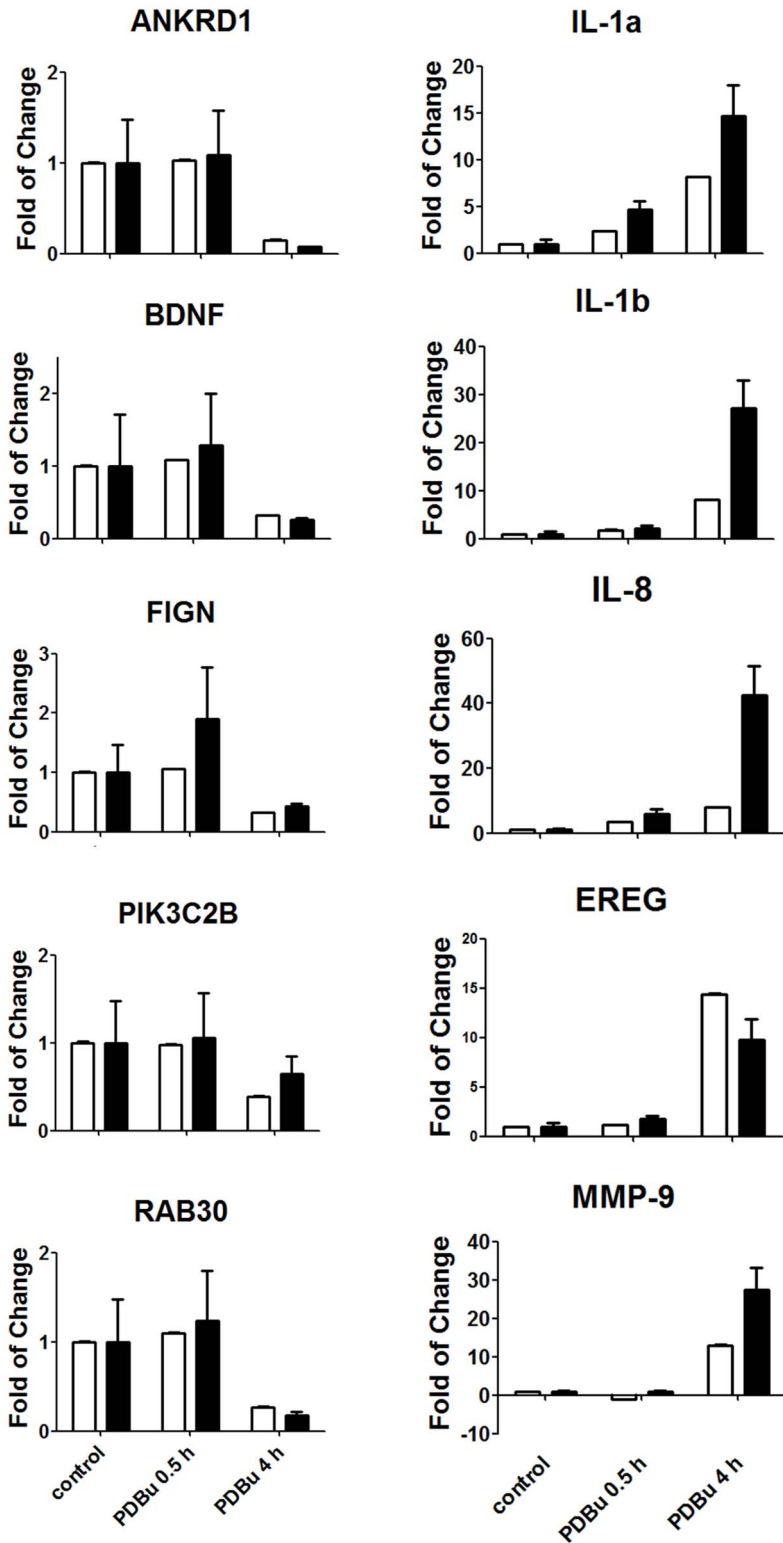 ANKRD1
Fold of Change
2
1
0
BDNF
Fold of Change
2
1
0
FIGN
Fold of Change
3
2
1
0
PIK3C2B
Fold of Change
2
1
0
RAB30
Fold of Change
2
1
0
control
PDBu 0.5 h
PDBu 4 h
IL-1a
Fold of Change
20
15
10
5
0
IL-1b
Fold of Change
40
30
20
10
0
IL-8
Fold of Change
60
40
20
0
EREG
Fold of Change
20
15
10
5
0
MMP-9
Fold of Change
40
30
20
10
0
-10
control
PDBu 0.5 h
PDBu 4 h